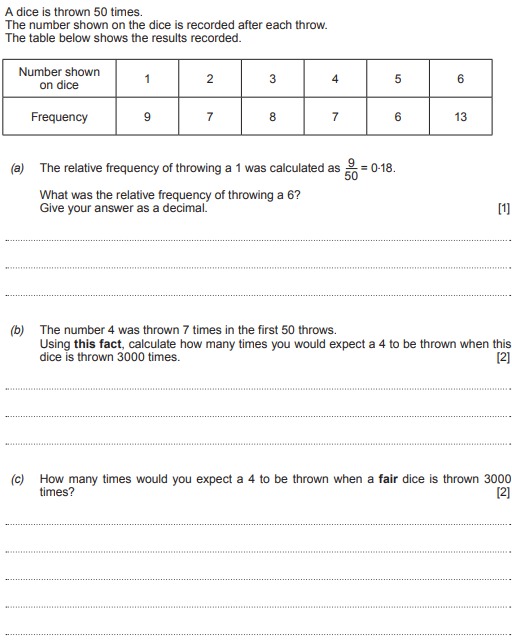 A dice is thrown 50 times.
The number shown on the dice is recorded after each throw.
The table below shows the results recorded.
Number shown on dice 1 2 3 4 5 6
Frequency 9 7 8 7 6 13
(a) The relative frequency of throwing a 1 was calculated as 9/50 = 0·18.
What was the relative frequency of throwing a 6?
Give your answer as a decimal. [1]
(b) The number 4 was thrown 7 times in the first 50 throws.
Using this fact, calculate how many times you would expect a 4 to be thrown when this
dice is thrown 3000 times. [2]
(c) How many times would you expect a 4 to be thrown when a fair dice is thrown 3000
times? [2]